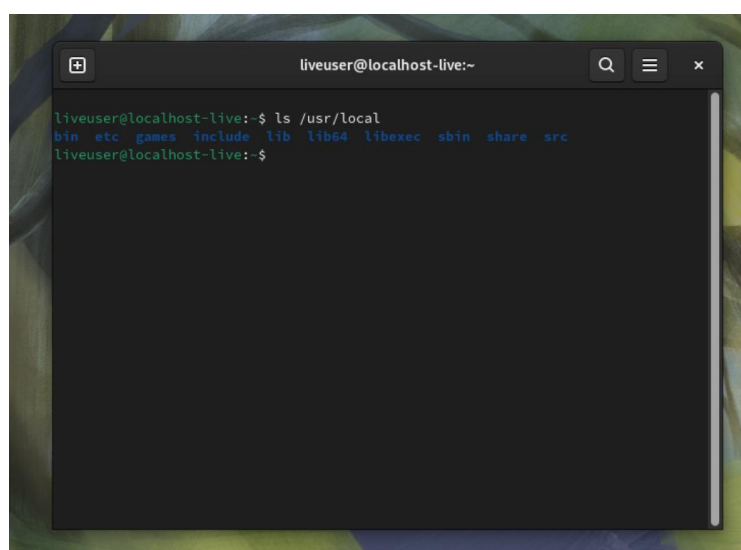 liveuser@localhost-live:~
liveuser@localhost-live:~$ ls /usr/local
bin etc games include lib lib64 libexec sbin share src
liveuser@localhost-live:~$